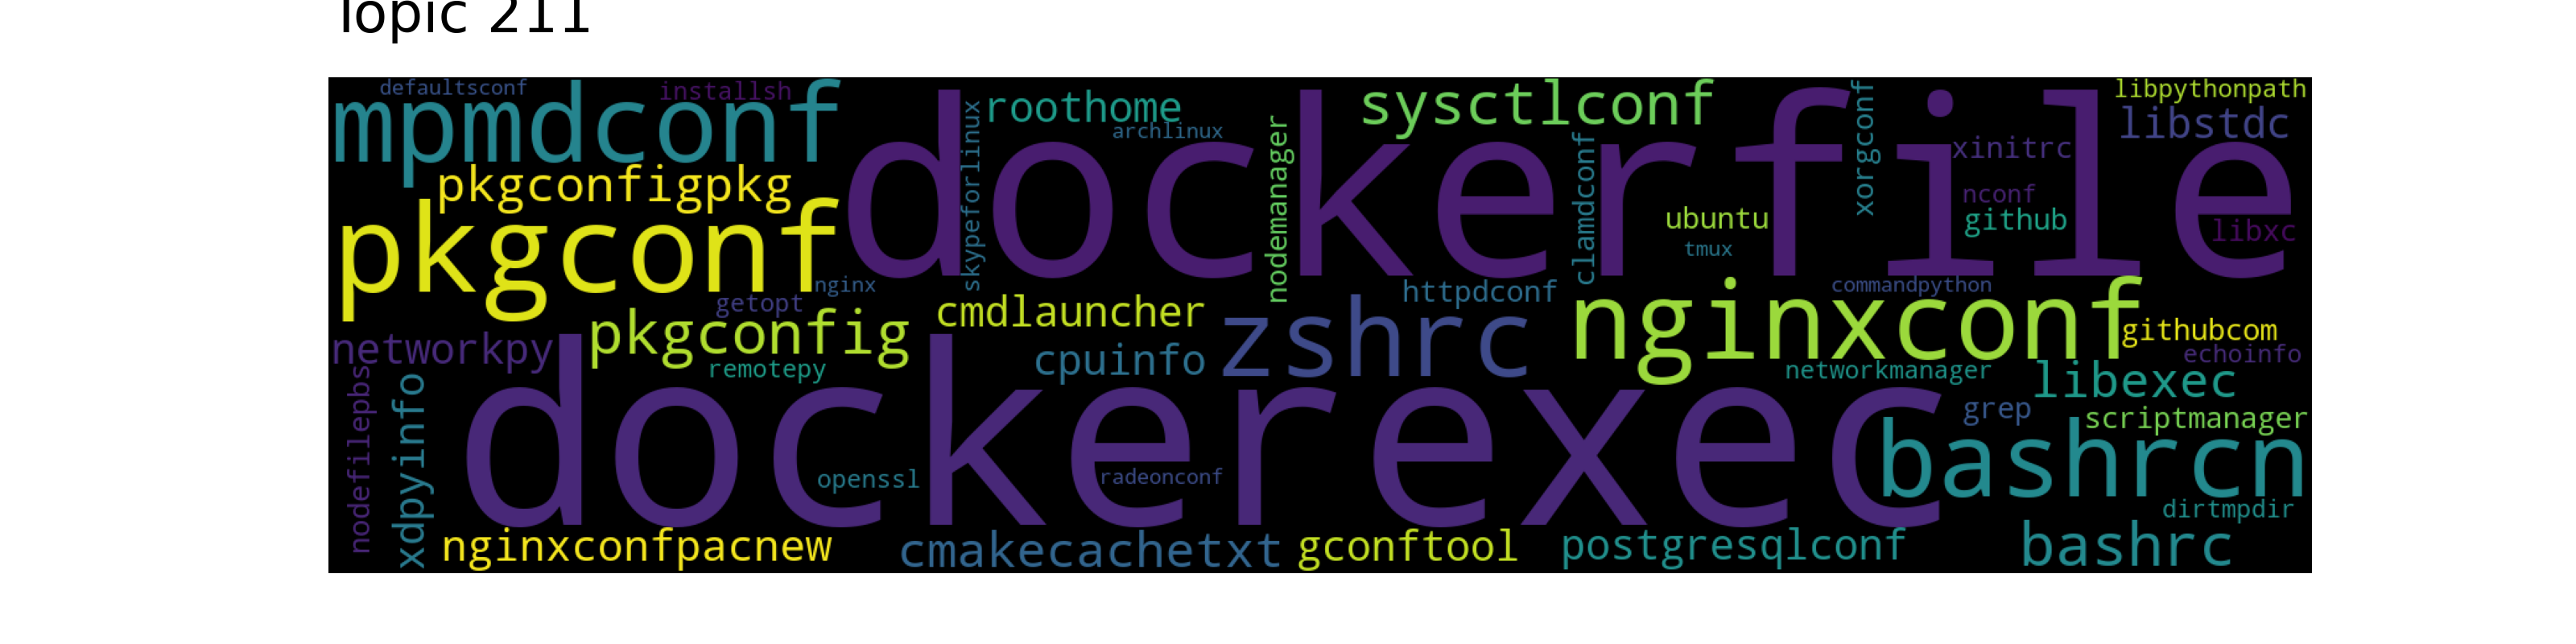 Topic 211
defaultsconf
installsh
mpmdconf
roothome
archlinux
sysctlconf
libpythonpath
libstdc
xinitrc
skypeforlinux
nodemanager
clamdconf
xorgconf
dockerfile
pkgconfigpkg
pkgconf
ubuntu
tmux
nconf
github
libxc
nginx
getopt
cmdlauncher
httpdconf
commandpython
nginxconf
githubcom
echoinfo
networkpy
pkgconfig
remotepy
cpuinfo
zshrc
networkmanager
libexec
grep
scriptmanager
nodefilepbs
xdpyinfo
dockerexec
openssl
radeonconf
bashrcn
dirtmpdir
nginxconfpacnew
cmakecachetxt
gconftool
postgresqlconf
bashrc